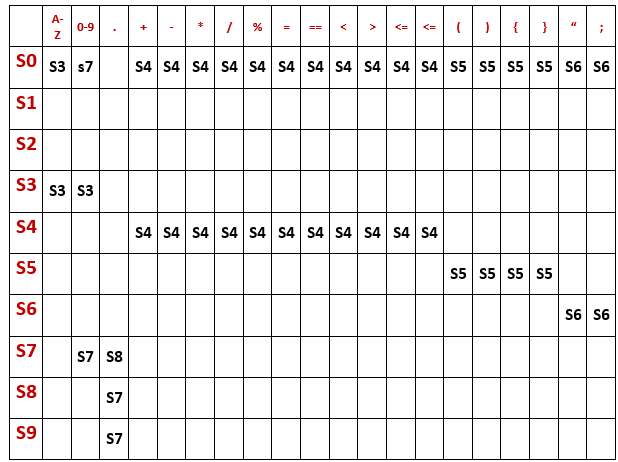 A-Z 0-9 . + - * / % = == < > <= <= ( ) { } “ ;
S0 S3 s7 S4 S4 S4 S4 S4 S4 S4 S4 S4 S4 S4 S5 S5 S5 S5 S6 S6
S1
S2
S3 S3 S3
S4 S4 S4 S4 S4 S4 S4 S4 S4 S4 S4 S4
S5 S5 S5 S5 S5
S6 S6 S6
S7 S7 S8
S8 S7
S9 S7